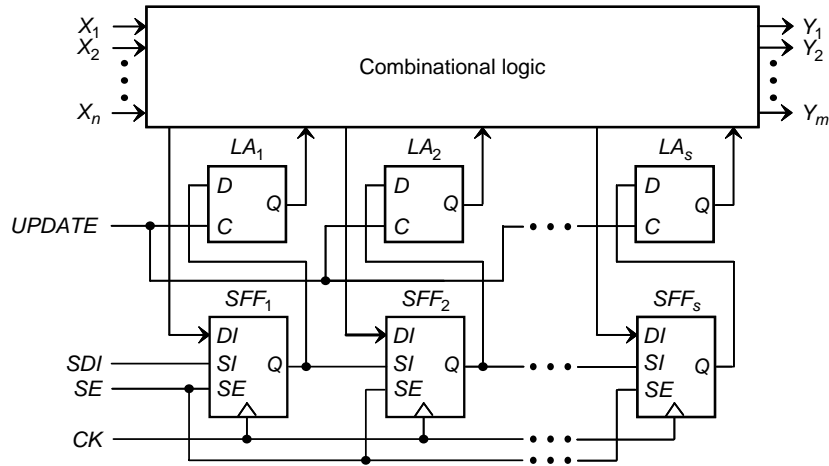 X1
Y1
X2
Y2
Combinational logic
Xn
Ym
LA1
LA2
LAs
D
D
D
Q
Q
Q
UPDATE
C
C
C
SFF1
SFF2
SFFs
DI
DI
DI
SDI
SI
Q
SI
Q
SI
Q
SE
SE
SE
SE
CK
SE